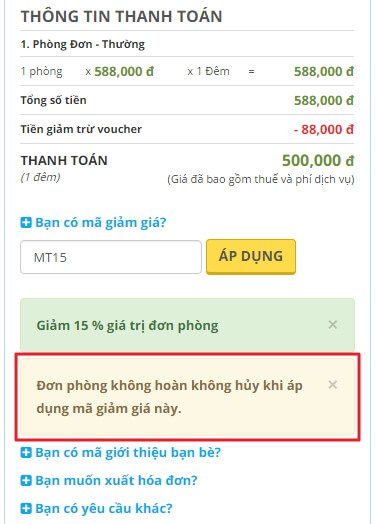 THÔNG TIN THANH TOÁN
1. Phòng Đơn - Thường
1 phòng x 588,000 đ x 1 Đêm = 588,000 đ
Tổng số tiền 588,000 đ
Tiền giảm trừ voucher - 88,000 đ
THANH TOÁN 500,000 đ
(1 đêm) (Giá đã bao gồm thuế và phí dịch vụ)
Bạn có mã giảm giá?
MT15 ÁP DỤNG
Giảm 15 % giá trị đơn phòng ×
Đơn phòng không hoàn không hủy khi áp ×
dụng mã giảm giá này.
Bạn có mã giới thiệu bạn bè?
Bạn muốn xuất hóa đơn?
Bạn có yêu cầu khác?